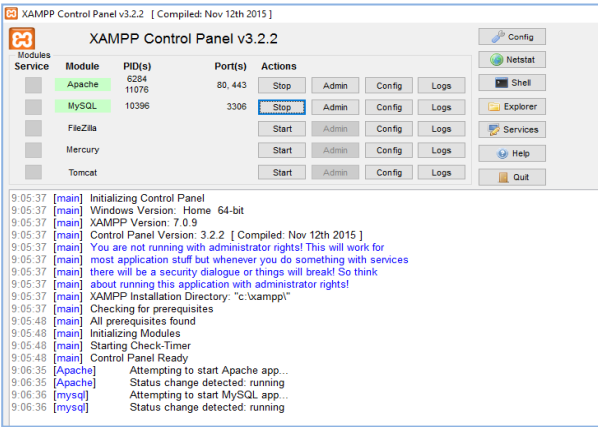 XAMPP Control Panel v3.2.2 [ Compiled: Nov 12th 2015 ]
XAMPP Control Panel v3.2.2
Config
Modules
Service Module PID(s) Port(s) Actions
Netstat
Apache 6284 11076 80, 443 Stop Admin Config Logs
Shell
MySQL 10396 3306 Stop Admin Config Logs
Explorer
FileZilla Start Admin Config Logs
Services
Mercury Start Admin Config Logs
Help
Tomcat Start Admin Config Logs
Quit
9:05:37 [main] Initializing Control Panel
9:05:37 [main] Windows Version: Home 64-bit
9:05:37 [main] XAMPP Version: 7.0.9
9:05:37 [main] Control Panel Version: 3.2.2 [ Compiled: Nov 12th 2015 ]
9:05:37 [main] You are not running with administrator rights! This will work for
9:05:37 [main] most application stuff but whenever you do something with services
9:05:37 [main] there will be a security dialogue or things will break! So think
9:05:37 [main] about running this application with administrator rights!
9:05:37 [main] XAMPP Installation Directory: "c:\xampp\"
9:05:37 [main] Checking for prerequisites
9:05:48 [main] All prerequisites found
9:05:48 [main] Initializing Modules
9:05:48 [main] Starting Check-Timer
9:05:48 [main] Control Panel Ready
9:06:35 [Apache] Attempting to start Apache app...
9:06:35 [Apache] Status change detected: running
9:06:36 [mysql] Attempting to start MySQL app...
9:06:36 [mysql] Status change detected: running